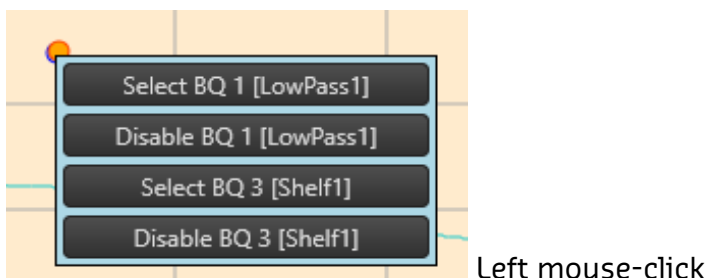 Select BQ 1 [LowPass1]
Disable BQ 1 [LowPass1]
Select BQ 3 [Shelf1]
Disable BQ 3 [Shelf1]
Left mouse-click